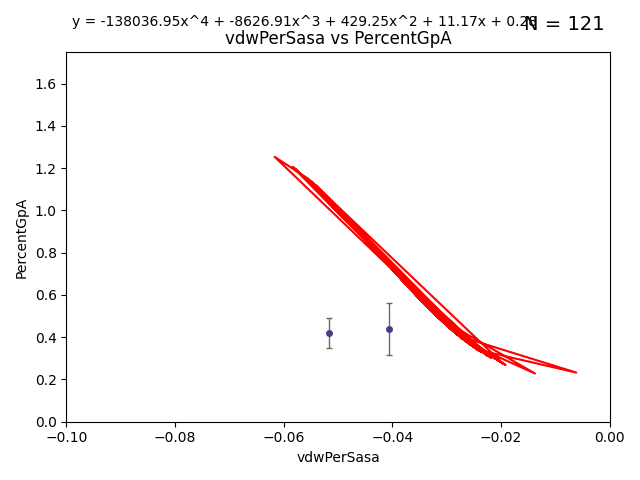 y = -138036.95x^4 + -8626.91x^3 + 429.25x^2 + 11.17x + 0.28
N = 121
vdwPerSasa vs PercentGpA
1.6
1.4
1.2
1.0
0.8
0.6
0.4
0.2
0.0
PercentGpA
−0.10 −0.08 −0.06 −0.04 −0.02 0.00
vdwPerSasa